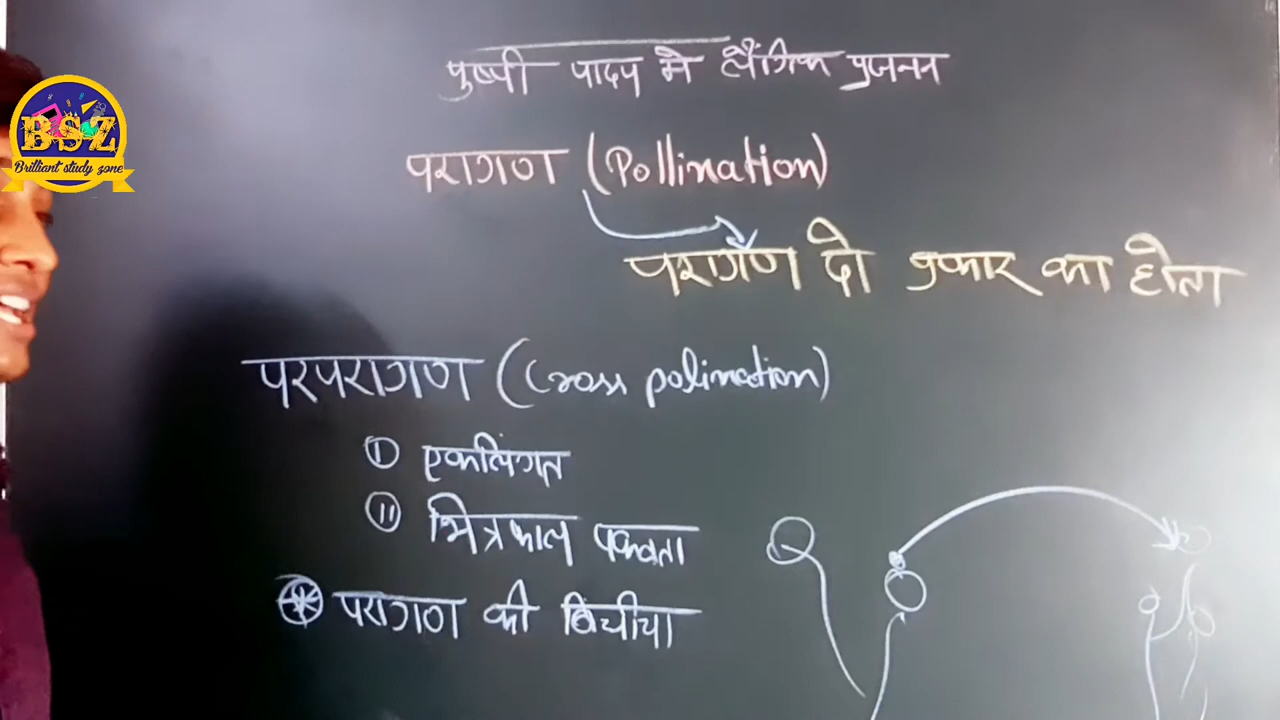 BSZ
Brilliant study zone
पुष्पी पादप मे लैंगिक प्रजनन
परागण (Pollination)
परागण दो प्रकार का होता
परपरागण (Cross polination)
① एकलिंगत
⑪ भित्रकाल पक्वता
परागण की विधीया